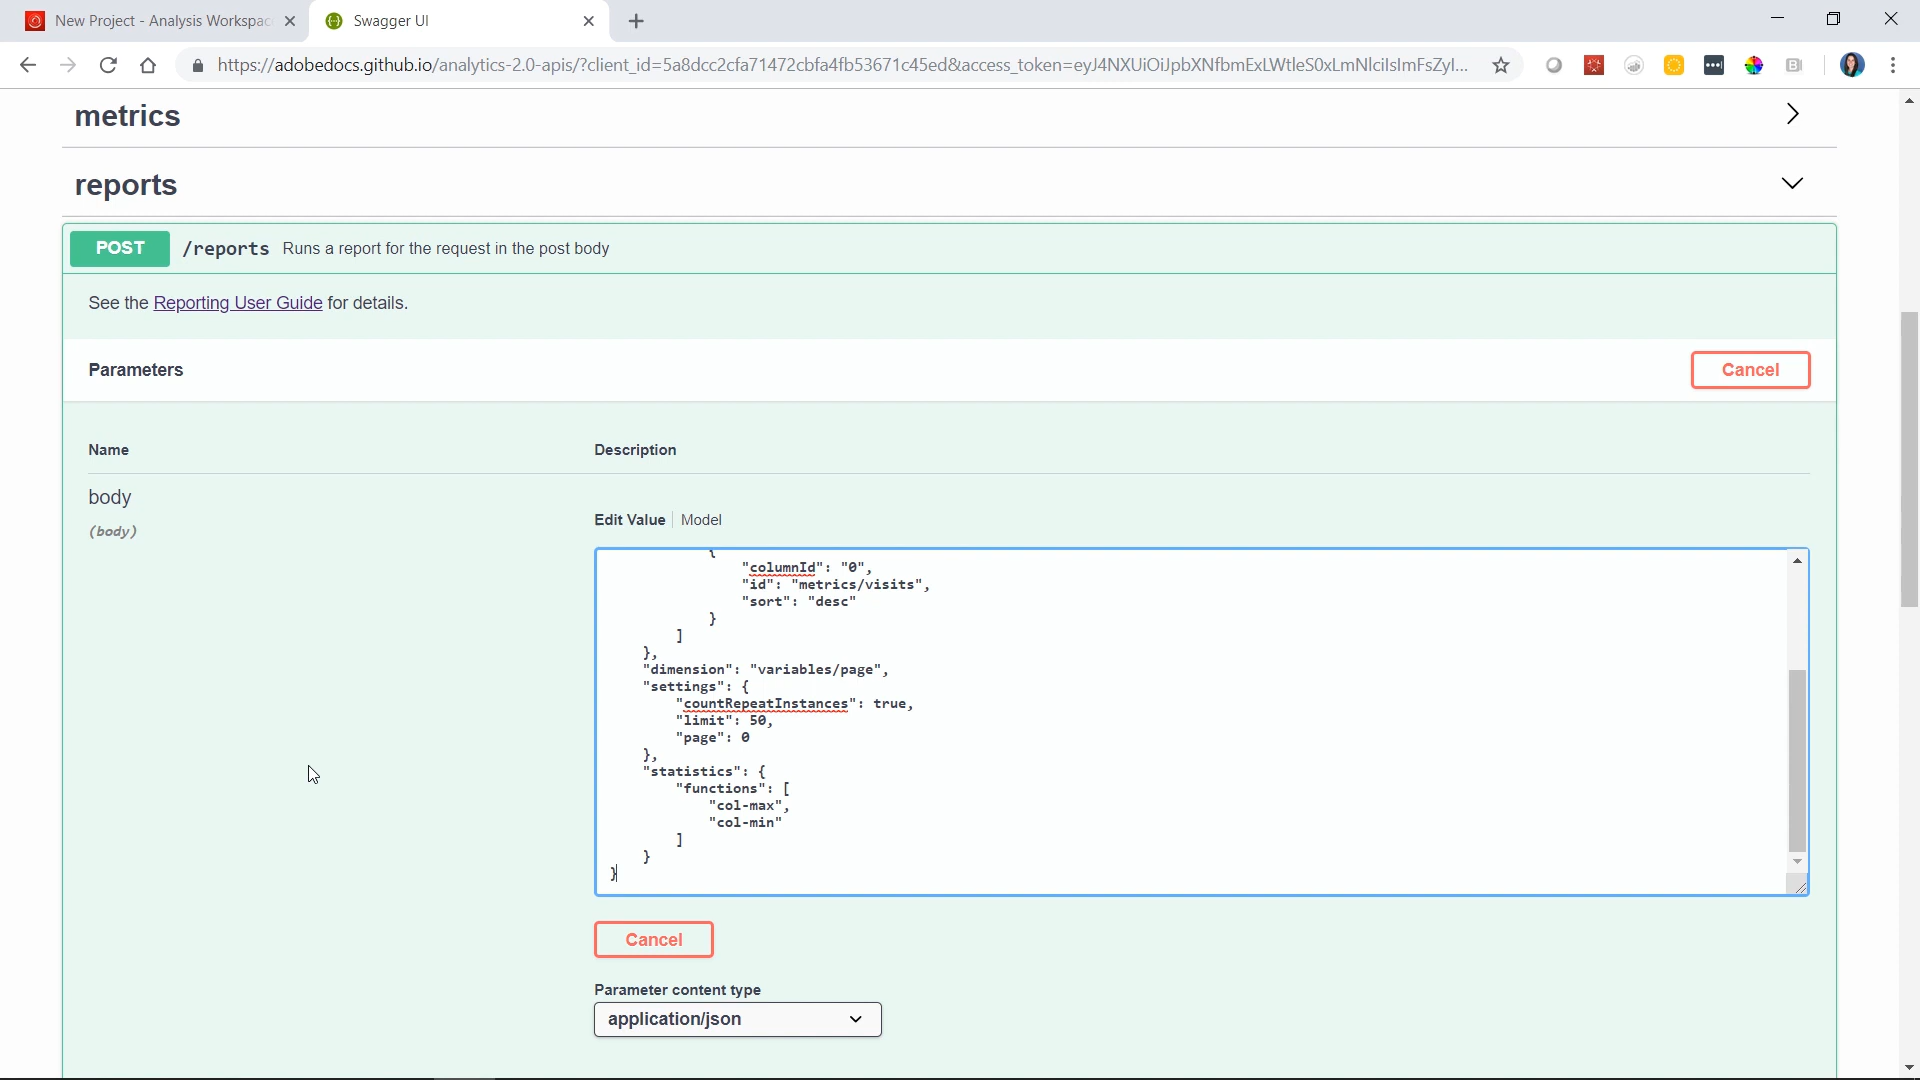 New Project - Analysis Workspac
Swagger UI
https://adobedocs.github.io/analytics-2.0-apis/?client_id=5a8dcc2cfa71472cbfa4fb53671c45ed&access_token=eyJ4NXUiOiJpbXNfbmExLWtleS0xLmNlciIsImFsZyI...
metrics
reports
POST /reports Runs a report for the request in the post body
See the Reporting User Guide for details.
Parameters
Cancel
Name Description
body
(body)
Edit Value Model
{
"columnId": "0",
"id": "metrics/visits",
"sort": "desc"
}
]
},
"dimension": "variables/page",
"settings": {
"countRepeatInstances": true,
"limit": 50,
"page": 0
},
"statistics": {
"functions": [
"col-max",
"col-min"
]
}
}
Cancel
Parameter content type
application/json